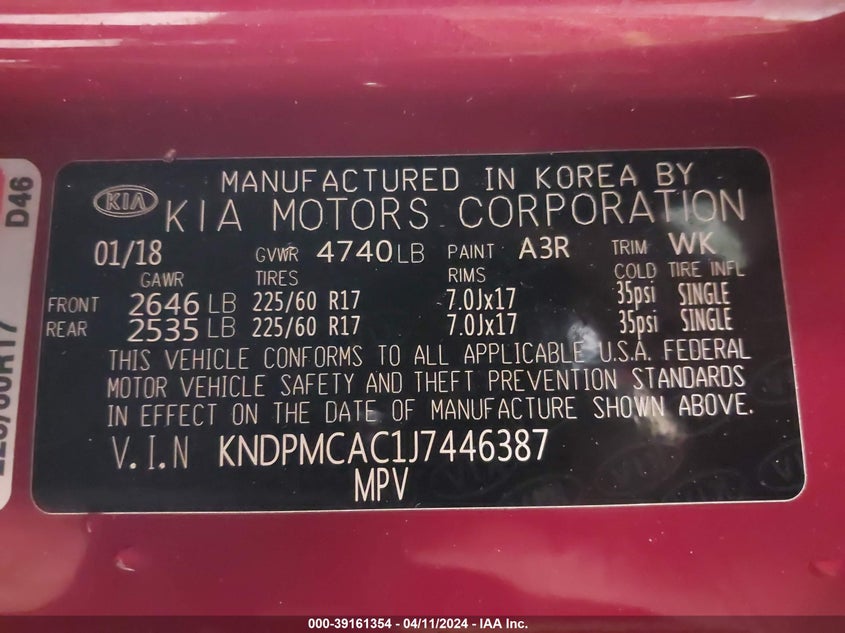 MANUFACTURED IN KOREA BY
KIA KIA MOTORS CORPORATION
01/18 GVWR 4740 LB PAINT A3R TRIM WK
GAWR TIRES RIMS COLD TIRE INFL
FRONT 2646 LB 225/60 R17 7.0Jx17 35psi SINGLE
REAR 2535 LB 225/60 R17 7.0Jx17 35psi SINGLE
THIS VEHICLE CONFORMS TO ALL APPLICABLE U.S.A. FEDERAL
MOTOR VEHICLE SAFETY AND THEFT PREVENTION STANDARDS
IN EFFECT ON THE DATE OF MANUFACTURE SHOWN ABOVE.
V.I.N KNDPMCAC1J7446387
MPV
D46
000-39161354 / 04/11/2024 - IAA Inc.